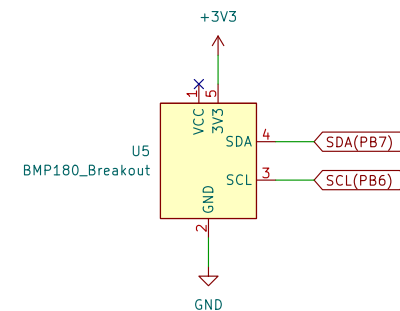 +3V3
1
5
VCC
3V3
U5
BMP180_Breakout
SDA
4
SDA(PB7)
SCL
3
SCL(PB6)
GND
2
GND